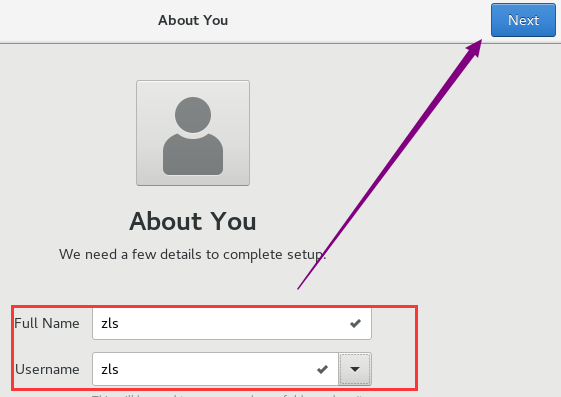 About You
Next
About You
We need a few details to complete setup.
Full Name zls
Username zls